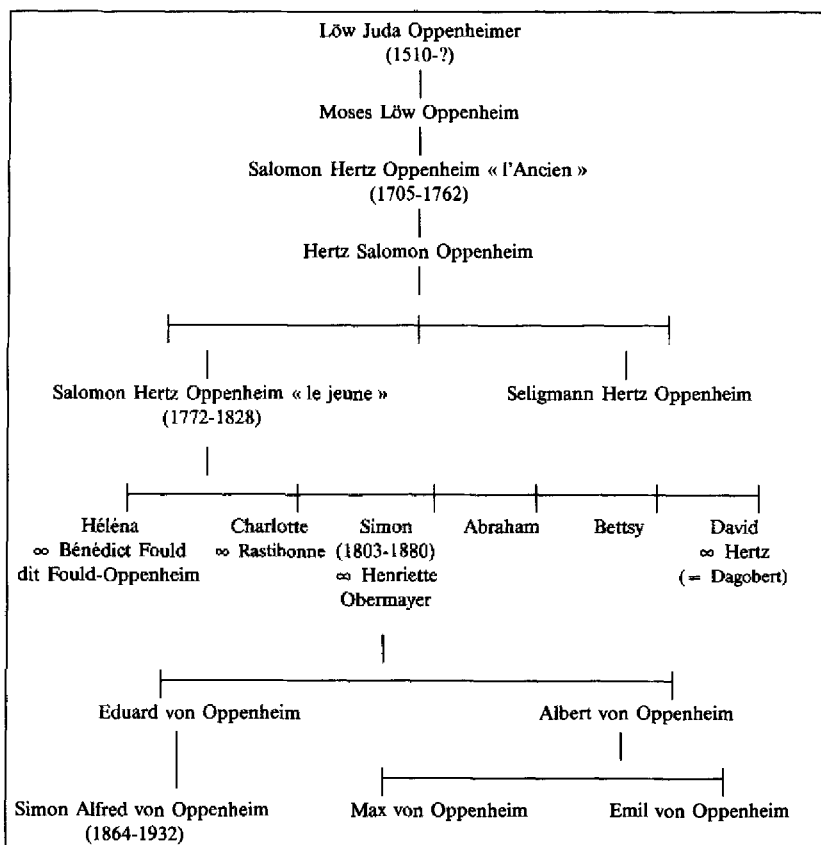 Löw Juda Oppenheimer
(1510-?)
Moses Löw Oppenheim
Salomon Hertz Oppenheim « l'Ancien »
(1705-1762)
Hertz Salomon Oppenheim
Salomon Hertz Oppenheim « le jeune »
(1772-1828)
Seligmann Hertz Oppenheim
Héléna
∞ Bénédict Fould
dit Fould-Oppenheim
Charlotte
∞ Rastibonne
Simon
(1803-1880)
∞ Henriette
Obermayer
Abraham
Bettsy
David
∞ Hertz
(= Dagobert)
Eduard von Oppenheim
Albert von Oppenheim
Simon Alfred von Oppenheim
(1864-1932)
Max von Oppenheim
Emil von Oppenheim